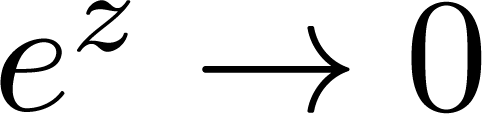 e^z → 0